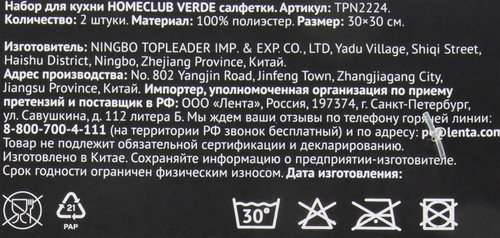 Набор для кухни HOMECLUB VERDE салфетки. Артикул: TPN2224.
Количество: 2 штуки. Материал: 100% полиэстер. Размер: 30×30 см.
Изготовитель: NINGBO TOPLEADER IMP. & EXP. CO., LTD, Yadu Village, Shiqi Street,
Haishu District, Ningbo, Zhejiang Province, Китай.
Адрес производства: No. 802 Yangjin Road, Jinfeng Town, Zhangjiagang City,
Jiangsu Province, Китай. Импортер, уполномоченная организация по приему
претензий и поставщик в РФ: ООО «Лента», Россия, 197374, г. Санкт-Петербург,
ул. Савушкина, д. 112 литера Б. Мы ждем ваши отзывы по телефону горячей линии:
8-800-700-4-111 (на территории РФ звонок бесплатный) и по адресу:
Товар не подлежит обязательной сертификации и декларированию.
Изготовлено в Китае. Сохраняйте информацию о предприятии-изготовителе.
Срок годности ограничен физическим износом. Дата изготовления:
21
PAP
30°